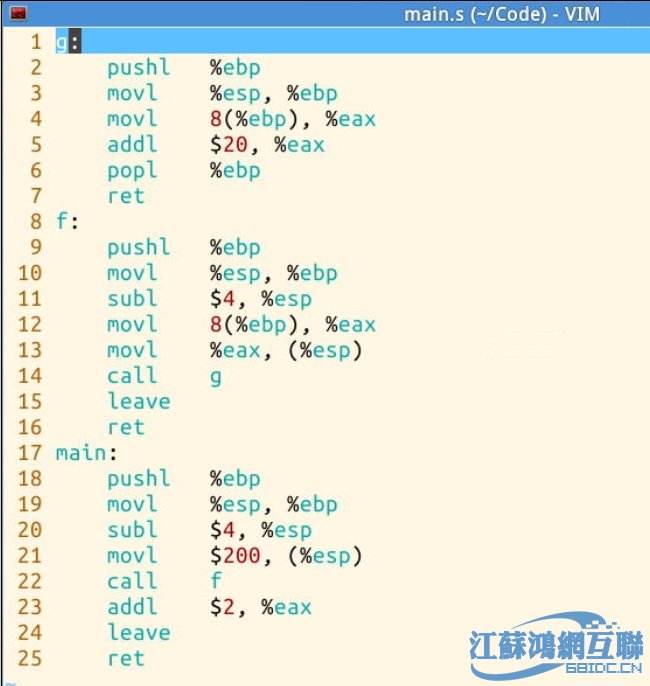 main.s (~/Code) - VIM
1 g:
2     pushl   %ebp
3     movl    %esp, %ebp
4     movl    8(%ebp), %eax
5     addl    $20, %eax
6     popl    %ebp
7     ret
8 f:
9     pushl   %ebp
10     movl    %esp, %ebp
11     subl    $4, %esp
12     movl    8(%ebp), %eax
13     movl    %eax, (%esp)
14     call    g
15     leave
16     ret
17 main:
18     pushl   %ebp
19     movl    %esp, %ebp
20     subl    $4, %esp
21     movl    $200, (%esp)
22     call    f
23     addl    $2, %eax
24     leave
25     ret
江蘇鴻網互聯
68IDC.CN
~